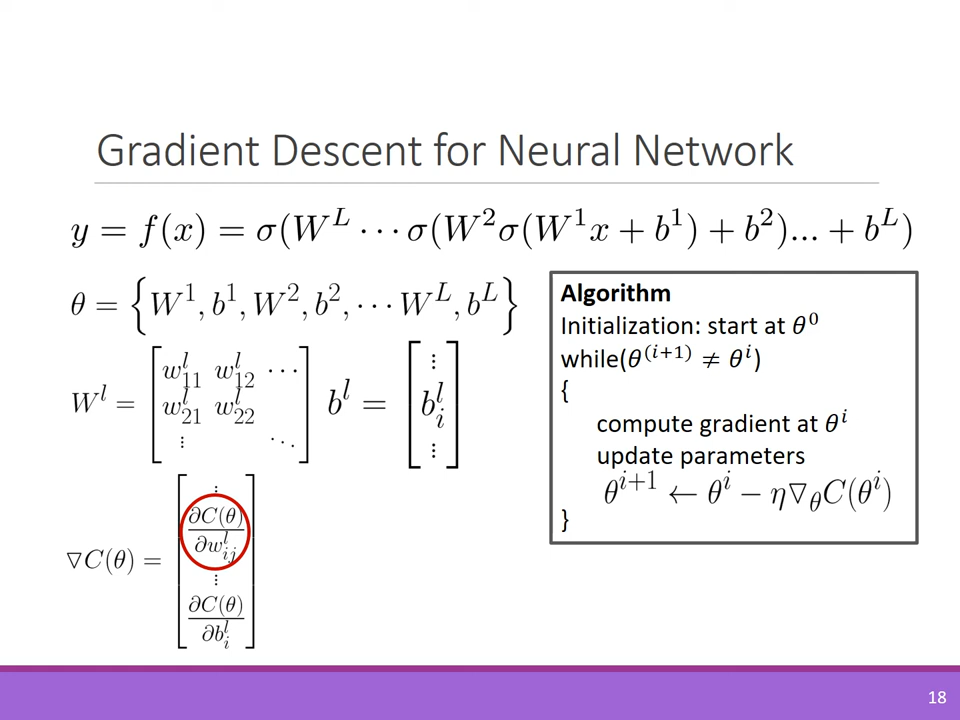 Gradient Descent for Neural Network
y = f(x) = σ(W^L ⋯ σ(W^2 σ(W^1 x + b^1) + b^2)... + b^L)
θ = {W^1, b^1, W^2, b^2, ⋯ W^L, b^L}
W^l = [w^l_11 w^l_12 ⋯
w^l_21 w^l_22
⋮ ⋱]
b^l = [⋮
b^l_i
⋮]
▽C(θ) = [⋮
∂C(θ)/∂w^l_ij
⋮
∂C(θ)/∂b^l_i]
Algorithm
Initialization: start at θ^0
while(θ^(i+1) ≠ θ^i)
{
compute gradient at θ^i
update parameters
θ^{i+1} ← θ^i − η▽_θ C(θ^i)
}
18